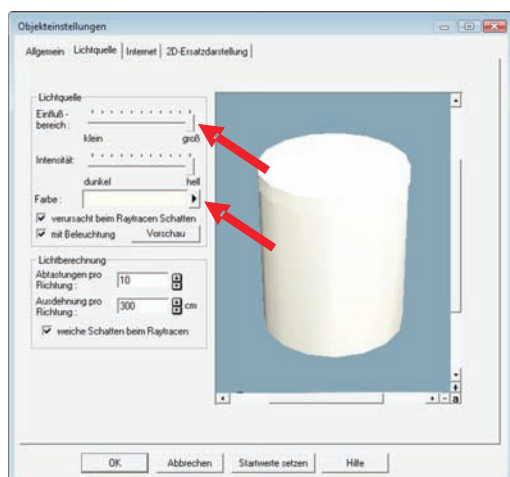 Objekteinstellungen
Allgemein Lichtquelle Internet 2D-Ersatzdarstellung
Lichtquelle
Einfluß-
bereich :
klein groß
Intensität:
dunkel hell
Farbe :
verursacht beim Raytracen Schatten
mit Beleuchtung Vorschau
Lichtberechnung
Abtastungen pro
Richtung : 10
Ausdehnung pro
Richtung : 300 cm
weiche Schatten beim Raytracen
+
+ - a
OK Abbrechen Startwerte setzen Hilfe